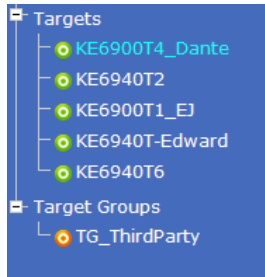 Targets
KE6900T4_Dante
KE6940T2
KE6900T1_EJ
KE6940T-Edward
KE6940T6
Target Groups
TG_ThirdParty